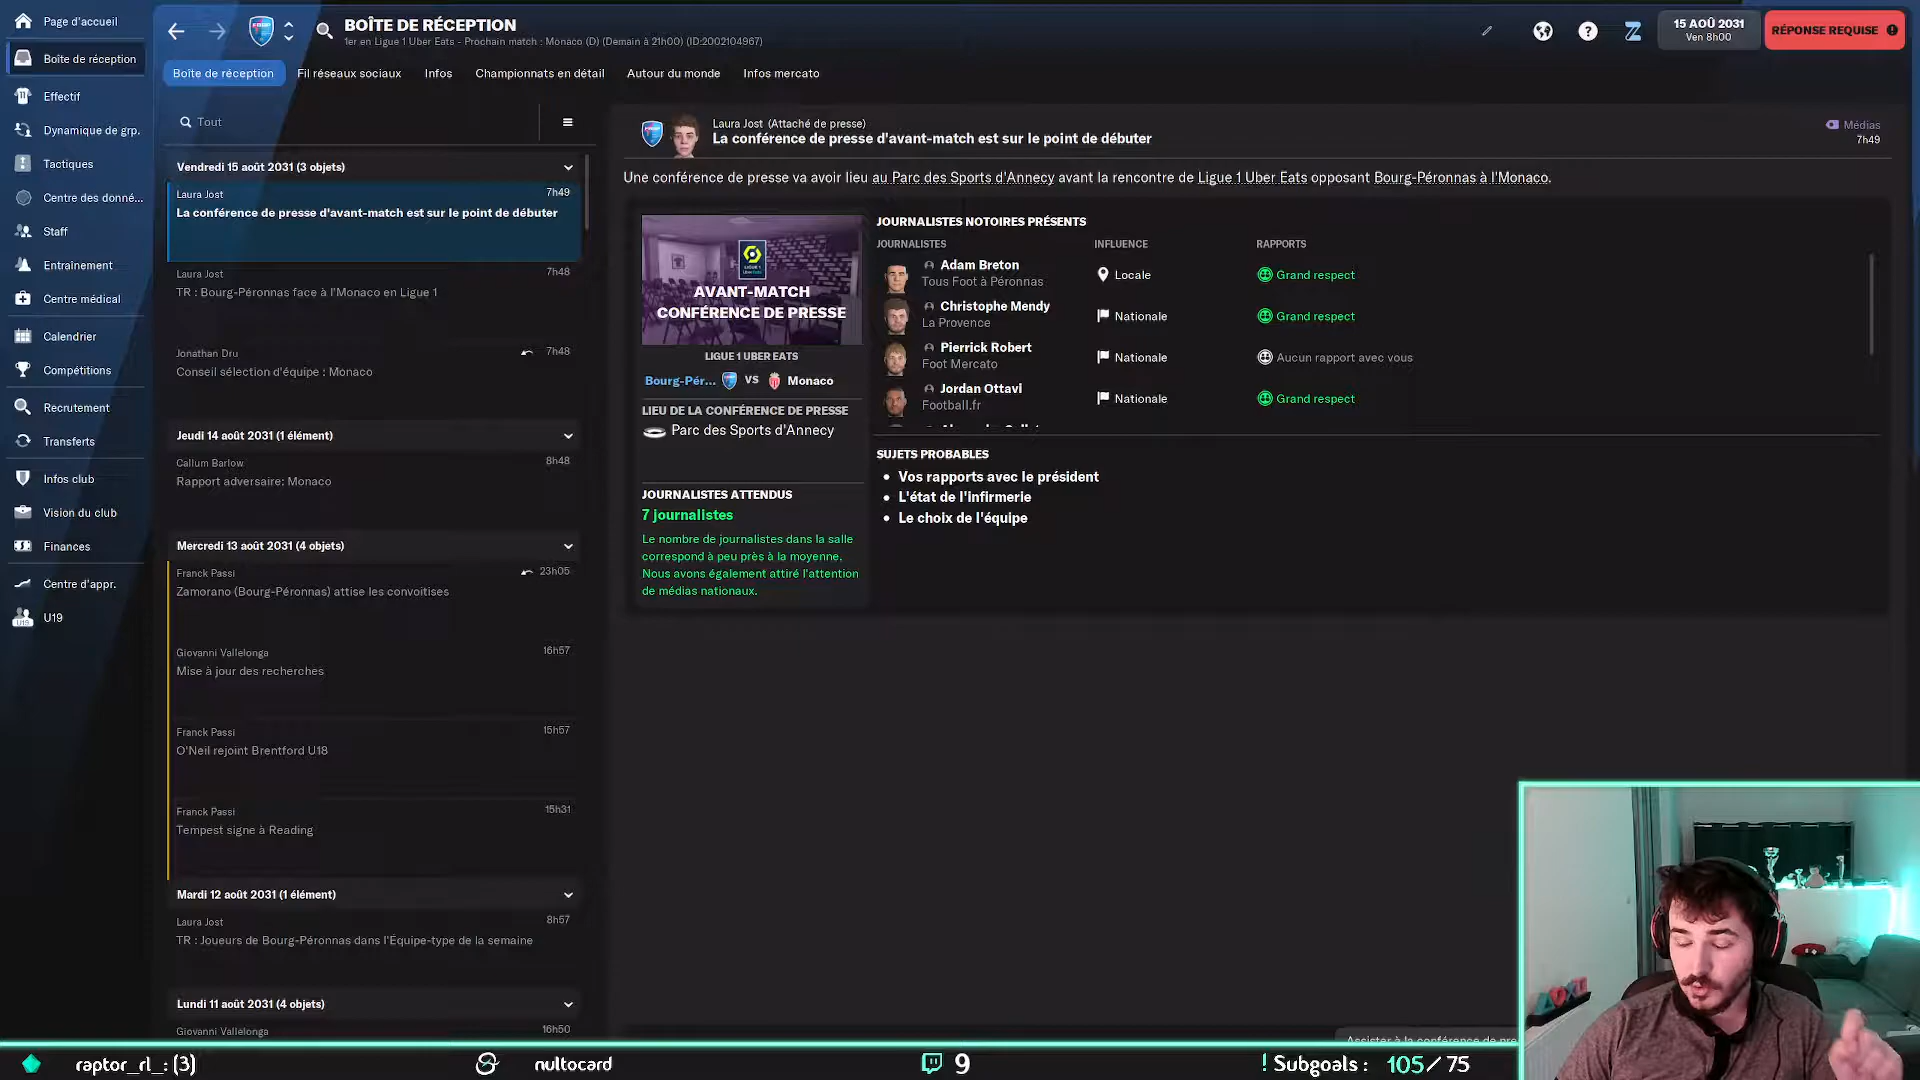 Page d'accueil
Boîte de réception
Effectif
Dynamique de grp.
Tactiques
Centre des donné...
Staff
Entraînement
Centre médical
Calendrier
Compétitions
Recrutement
Transferts
Infos club
Vision du club
Finances
Centre d'appr.
U19
BOÎTE DE RÉCEPTION
1er en Ligue 1 Uber Eats - Prochain match : Monaco (D) (Demain à 21h00) (ID:2002104967)
15 AOÛ 2031
Ven 8h00
RÉPONSE REQUISE
Boîte de réception
Fil réseaux sociaux
Infos
Championnats en détail
Autour du monde
Infos mercato
Tout
Vendredi 15 août 2031 (3 objets)
Laura Jost 7h49
La conférence de presse d'avant-match est sur le point de débuter
Laura Jost 7h48
TR : Bourg-Péronnas face à l'Monaco en Ligue 1
Jonathan Dru 7h48
Conseil sélection d'équipe : Monaco
Jeudi 14 août 2031 (1 élément)
Callum Barlow 8h48
Rapport adversaire: Monaco
Mercredi 13 août 2031 (4 objets)
Franck Passi 23h05
Zamorano (Bourg-Péronnas) attise les convoitises
Giovanni Vallelonga 16h57
Mise à jour des recherches
Franck Passi 15h57
O'Neil rejoint Brentford U18
Franck Passi 15h31
Tempest signe à Reading
Mardi 12 août 2031 (1 élément)
Laura Jost 8h57
TR : Joueurs de Bourg-Péronnas dans l'Équipe-type de la semaine
Lundi 11 août 2031 (4 objets)
Giovanni Vallelonga 16h50
Laura Jost (Attaché de presse)
La conférence de presse d'avant-match est sur le point de débuter
Médias
7h49
Une conférence de presse va avoir lieu au Parc des Sports d'Annecy avant la rencontre de Ligue 1 Uber Eats opposant Bourg-Péronnas à l'Monaco.
LIGUE 1
AVANT-MATCH
CONFÉRENCE DE PRESSE
LIGUE 1 UBER EATS
Bourg-Pér... VS Monaco
LIEU DE LA CONFÉRENCE DE PRESSE
Parc des Sports d'Annecy
JOURNALISTES ATTENDUS
7 journalistes
Le nombre de journalistes dans la salle
correspond à peu près à la moyenne.
Nous avons également attiré l'attention
de médias nationaux.
JOURNALISTES NOTOIRES PRÉSENTS
JOURNALISTES INFLUENCE RAPPORTS
Adam Breton
Tous Foot à Péronnas
Locale
Grand respect
Christophe Mendy
La Provence
Nationale
Grand respect
Pierrick Robert
Foot Mercato
Nationale
Aucun rapport avec vous
Jordan Ottavi
Football.fr
Nationale
Grand respect
SUJETS PROBABLES
• Vos rapports avec le président
• L'état de l'infirmerie
• Le choix de l'équipe
raptor_rl_: (3)
nultocard
9
! Subgoals : 105/ 75